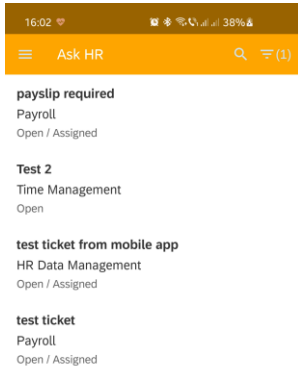 16:02 38%
Ask HR (1)
payslip required
Payroll
Open / Assigned
Test 2
Time Management
Open
test ticket from mobile app
HR Data Management
Open / Assigned
test ticket
Payroll
Open / Assigned